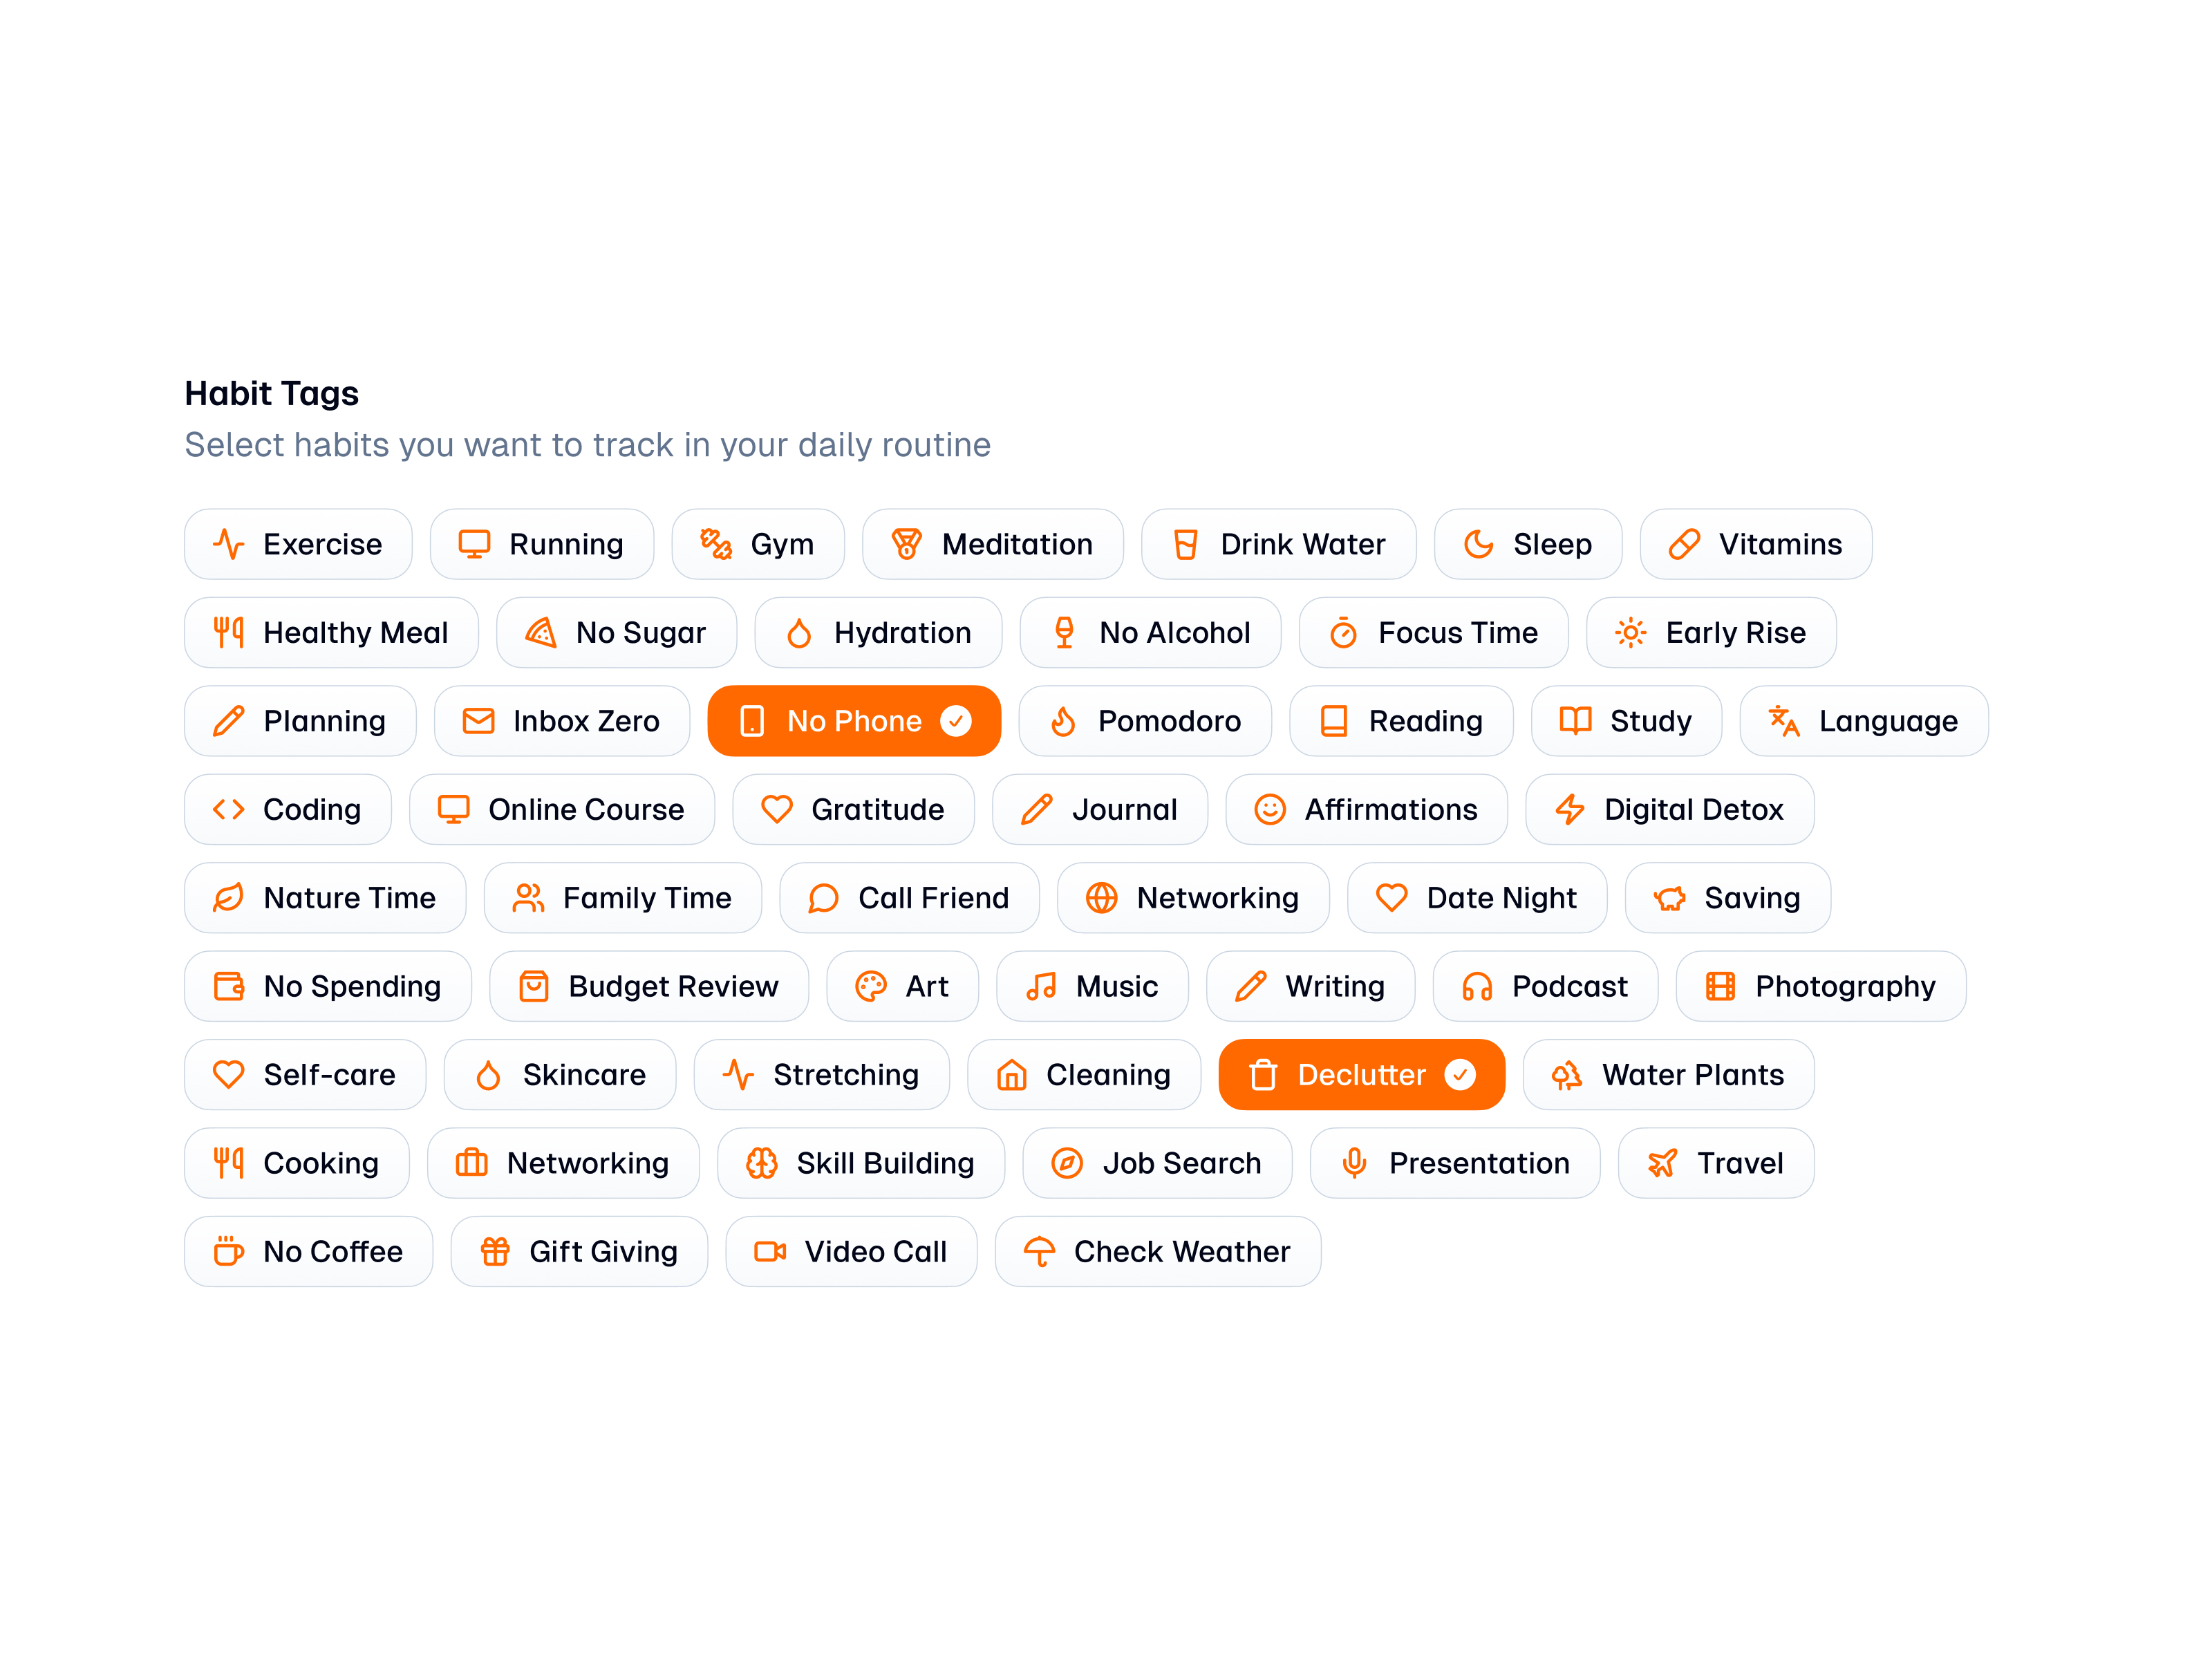 Habit Tags
Select habits you want to track in your daily routine
Exercise Running Gym Meditation Drink Water Sleep Vitamins
Healthy Meal No Sugar Hydration No Alcohol Focus Time Early Rise
Planning Inbox Zero No Phone Pomodoro Reading Study Language
Coding Online Course Gratitude Journal Affirmations Digital Detox
Nature Time Family Time Call Friend Networking Date Night Saving
No Spending Budget Review Art Music Writing Podcast Photography
Self-care Skincare Stretching Cleaning Declutter Water Plants
Cooking Networking Skill Building Job Search Presentation Travel
No Coffee Gift Giving Video Call Check Weather